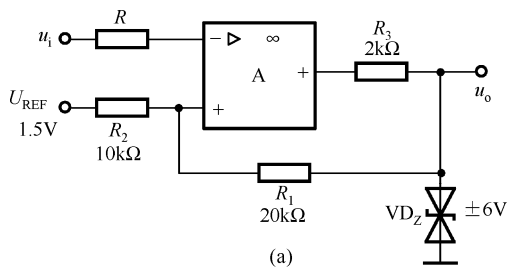 R
uᵢ
− ▷ ∞
A
+
+
R₃
2kΩ
uₒ
U_REF
1.5V
R₂
10kΩ
R₁
20kΩ
VD_Z
±6V
(a)